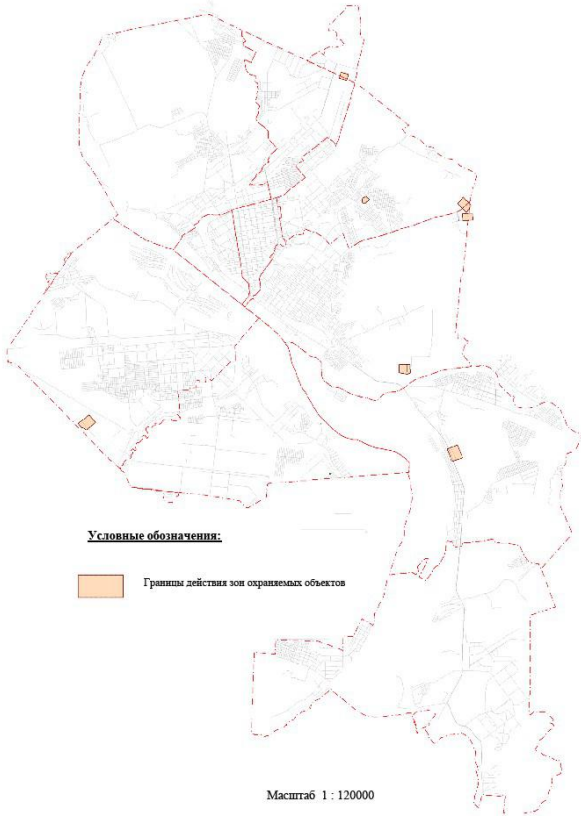 Условные обозначения:
Границы действия зон охраняемых объектов
Масштаб 1 : 120000